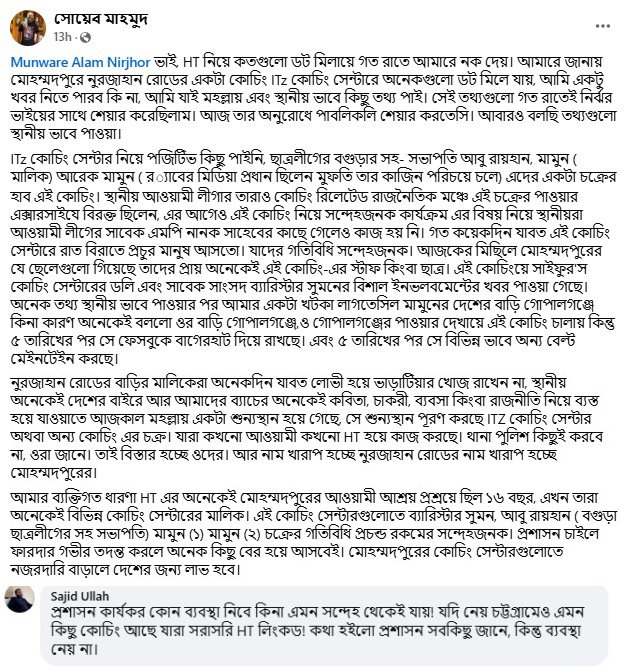 সোয়েব মাহমুদ
13h
Munware Alam Nirjhor ভাই, HT নিয়ে কতগুলো ডট মিলায়ে গত রাতে আমারে নক দেয়। আমারে জানায়
মোহম্মদপুরে নুরজাহান রোডের একটা কোচিং ITz কোচিং সেন্টারে অনেকগুলো ডট মিলে যায়, আমি একটু
খবর নিতে পারব কি না, আমি যাই মহল্লায় এবং স্থানীয় ভাবে কিছু তথ্য পাই। সেই তথ্যগুলো গত রাতেই নির্ঝর
ভাইয়ের সাথে শেয়ার করেছিলাম। আজ তার অনুরোধে পাবলিকলি শেয়ার করতেসি। আবারও বলছি তথ্যগুলো
স্থানীয় ভাবে পাওয়া।
ITz কোচিং সেন্টার নিয়ে পজিটিভ কিছু পাইনি, ছাত্রলীগের বগুড়ার সহ- সভাপতি আবু রায়হান, মামুন (
মালিক) আরেক মামুন ( র‍্যাবের মিডিয়া প্রধান ছিলেন মুফতি তার কাজিন পরিচয়ে চলে) এদের একটা চক্রের
হাব এই কোচিং। স্থানীয় আওয়ামী লীগার তারাও কোচিং রিলেটেড রাজনৈতিক মঞ্চে এই চক্রের পাওয়ার
এক্সারসাইযে বিরক্ত ছিলেন, এর আগেও এই কোচিং নিয়ে সন্দেহজনক কার্যক্রম এর বিষয় নিয়ে স্থানীয়রা
আওয়ামী লীগের সাবেক এমপি নানক সাহেবের কাছে গেলেও কাজ হয় নি। গত কয়েকদিন যাবত এই কোচিং
সেন্টারে রাত বিরাতে প্রচুর মানুষ আসতো। যাদের গতিবিধি সন্দেহজনক। আজকের মিছিলে মোহম্মদপুরের
যে ছেলেগুলো গিয়েছে তাদের প্রায় অনেকেই এই কোচিং-এর স্টাফ কিংবা ছাত্র। এই কোচিংয়ে সাইফুর'স
কোচিং সেন্টারের ডলি এবং সাবেক সাংসদ ব্যারিস্টার সুমনের বিশাল ইনভলবমেন্টের খবর পাওয়া গেছে।
অনেক তথ্য স্থানীয় ভাবে পাওয়ার পর আমার একটা খটকা লাগতেসিল মামুনের দেশের বাড়ি গোপালগঞ্জে
কিনা কারণ অনেকেই বললো ওর বাড়ি গোপালগঞ্জে,ও গোপালগঞ্জের পাওয়ার দেখায়ে এই কোচিং চালায় কিন্তু
৫ তারিখের পর সে ফেসবুকে বাগেরহাট দিয়ে রাখছে। এবং ৫ তারিখের পর সে বিভিন্ন ভাবে অন্য বেল্ট
মেইনটেইন করছে।
নুরজাহান রোডের বাড়ির মালিকেরা অনেকদিন যাবত লোভী হয়ে ভাড়াটিয়ার খোজ রাখেন না, স্থানীয়
অনেকেই দেশের বাইরে আর আমাদের ব্যাচের অনেকেই কবিতা, চাকরী, ব্যবসা কিংবা রাজনীতি নিয়ে ব্যস্ত
হয়ে যাওয়াতে আজকাল মহল্লায় একটা শুন্যস্থান হয়ে গেছে, সে শুন্যস্থান পূরণ করছে ITZ কোচিং সেন্টার
অথবা অন্য কোচিং এর চক্র। যারা কখনো আওয়ামী কখনো HT হয়ে কাজ করছে। থানা পুলিশ কিছুই করবে
না, ওরা জানে। তাই বিস্তার হচ্ছে ওদের। আর নাম খারাপ হচ্ছে নুরজাহান রোডের নাম খারাপ হচ্ছে
মোহম্মদপুরের।
আমার ব্যক্তিগত ধারণা HT এর অনেকেই মোহম্মদপুরের আওয়ামী আশ্রয় প্রশ্রয়ে ছিল ১৬ বছর, এখন তারা
অনেকেই বিভিন্ন কোচিং সেন্টারের মালিক। এই কোচিং সেন্টারগুলোতে ব্যারিস্টার সুমন, আবু রায়হান ( বগুড়া
ছাত্রলীগের সহ সভাপতি) মামুন (১) মামুন (২) চক্রের গতিবিধি প্রচন্ড রকমের সন্দেহজনক। প্রশাসন চাইলে
ফারদার গভীর তদন্ত করলে অনেক কিছু বের হয়ে আসবেই। মোহম্মদপুরের কোচিং সেন্টারগুলোতে
নজরদারি বাড়ালে দেশের জন্য লাভ হবে।
Sajid Ullah
প্রশাসন কার্যকর কোন ব্যবস্থা নিবে কিনা এমন সন্দেহ থেকেই যায়! যদি নেয় চট্টগ্রামেও এমন
কিছু কোচিং আছে যারা সরাসরি HT লিংকড! কথা হইলো প্রশাসন সবকিছু জানে, কিন্তু ব্যবস্থা
নেয় না।